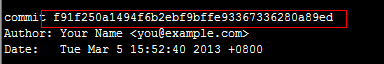 commit f91f250a1494f6b2ebf9bffe93367336280a89ed
Author: Your Name <you@example.com>
Date:   Tue Mar 5 15:52:40 2013 +0800